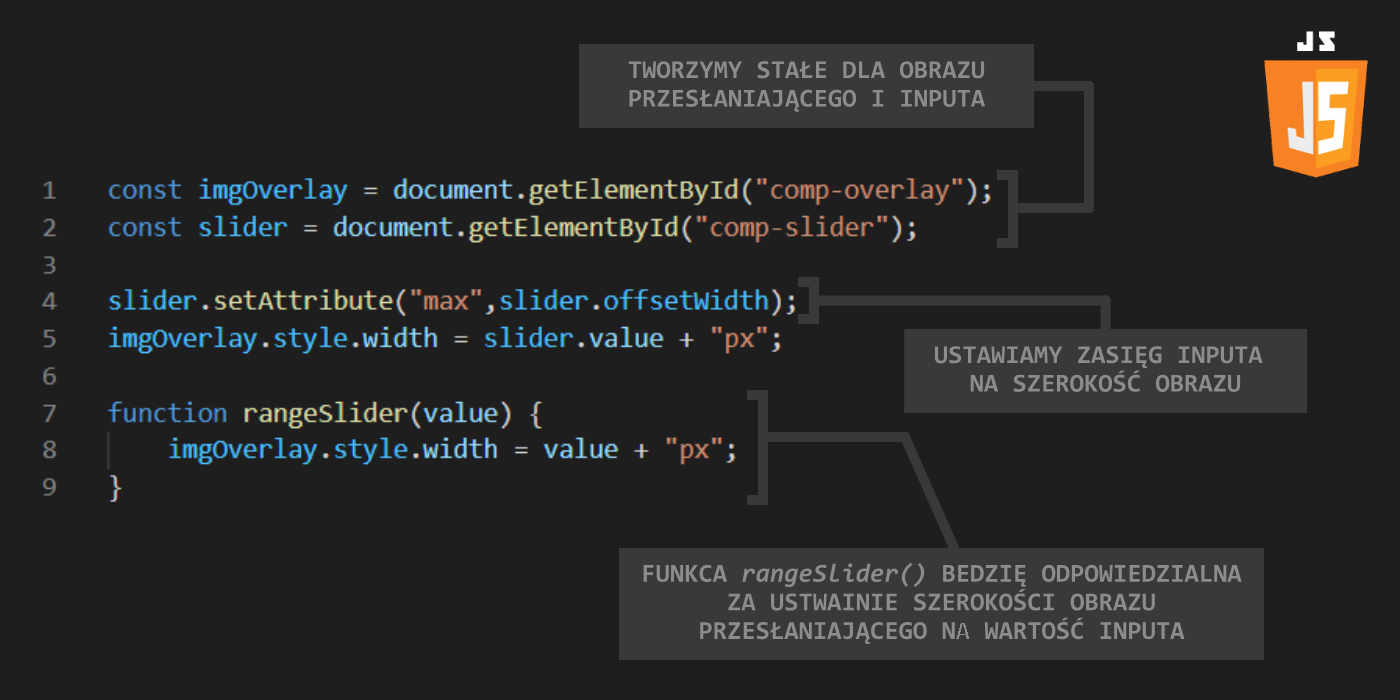 JS
JS
TWORZYMY STAŁE DLA OBRAZU
PRZESŁANIAJĄCEGO I INPUTA
1 const imgOverlay = document.getElementById("comp-overlay");
2 const slider = document.getElementById("comp-slider");
3
4 slider.setAttribute("max",slider.offsetWidth);
5 imgOverlay.style.width = slider.value + "px";
6
USTAWIAMY ZASIĘG INPUTA
NA SZEROKOŚĆ OBRAZU
7 function rangeSlider(value) {
8 imgOverlay.style.width = value + "px";
9 }
FUNKCA rangeSlider() BEDZIĘ ODPOWIEDZIALNA
ZA USTWAINIE SZEROKOŚCI OBRAZU
PRZESŁANIAJĄCEGO NA WARTOŚĆ INPUTA